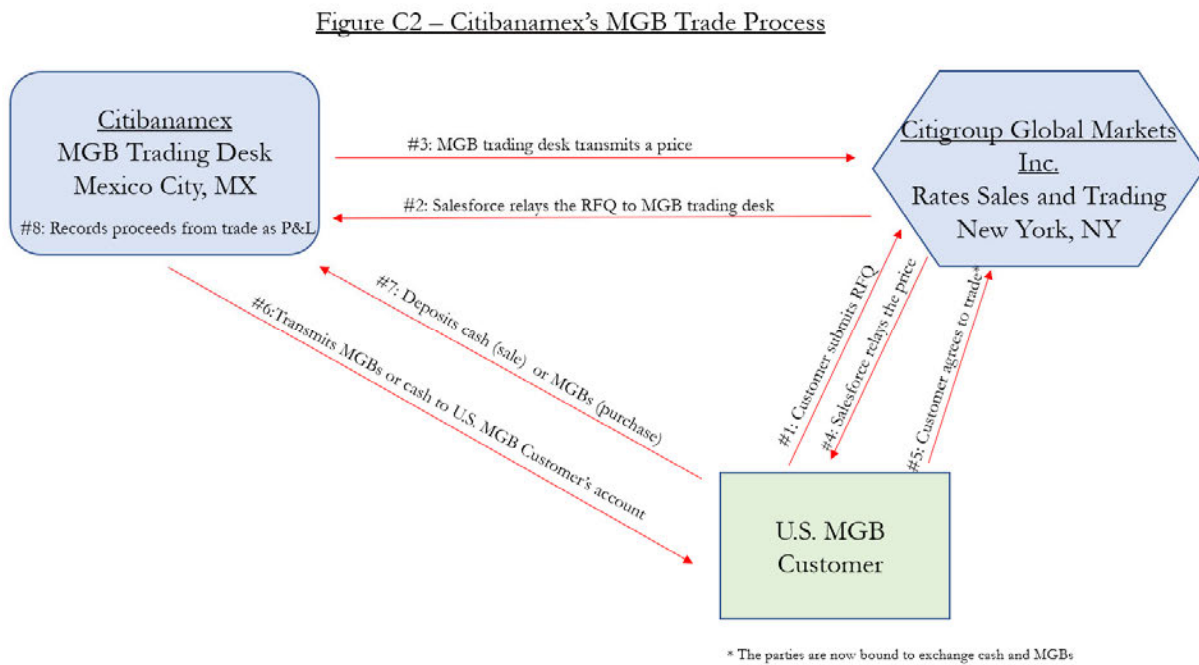 Figure C2 – Citibanamex's MGB Trade Process
Citibanamex
MGB Trading Desk
Mexico City, MX
#8: Records proceeds from trade as P&L
#3: MGB trading desk transmits a price
#2: Salesforce relays the RFQ to MGB trading desk
Citigroup Global Markets
Inc.
Rates Sales and Trading
New York, NY
#7: Deposits cash (sale) or MGBs (purchase)
#6:Transmits MGBs or cash to U.S. MGB Customer's account
#1: Customer submits RFQ
#4: Salesforce relays the price
#5: Customer agrees to trade*
U.S. MGB
Customer
* The parties are now bound to exchange cash and MGBs